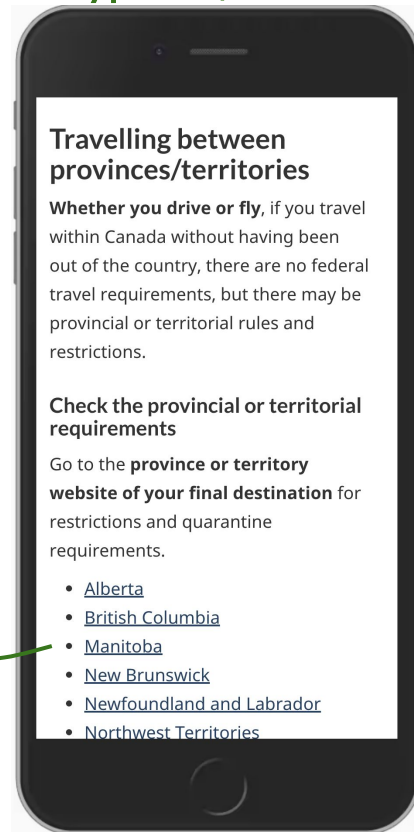 Travelling between
provinces/territories
Whether you drive or fly, if you travel
within Canada without having been
out of the country, there are no federal
travel requirements, but there may be
provincial or territorial rules and
restrictions.
Check the provincial or territorial
requirements
Go to the province or territory
website of your final destination for
restrictions and quarantine
requirements.
• Alberta
• British Columbia
• Manitoba
• New Brunswick
• Newfoundland and Labrador
• Northwest Territories